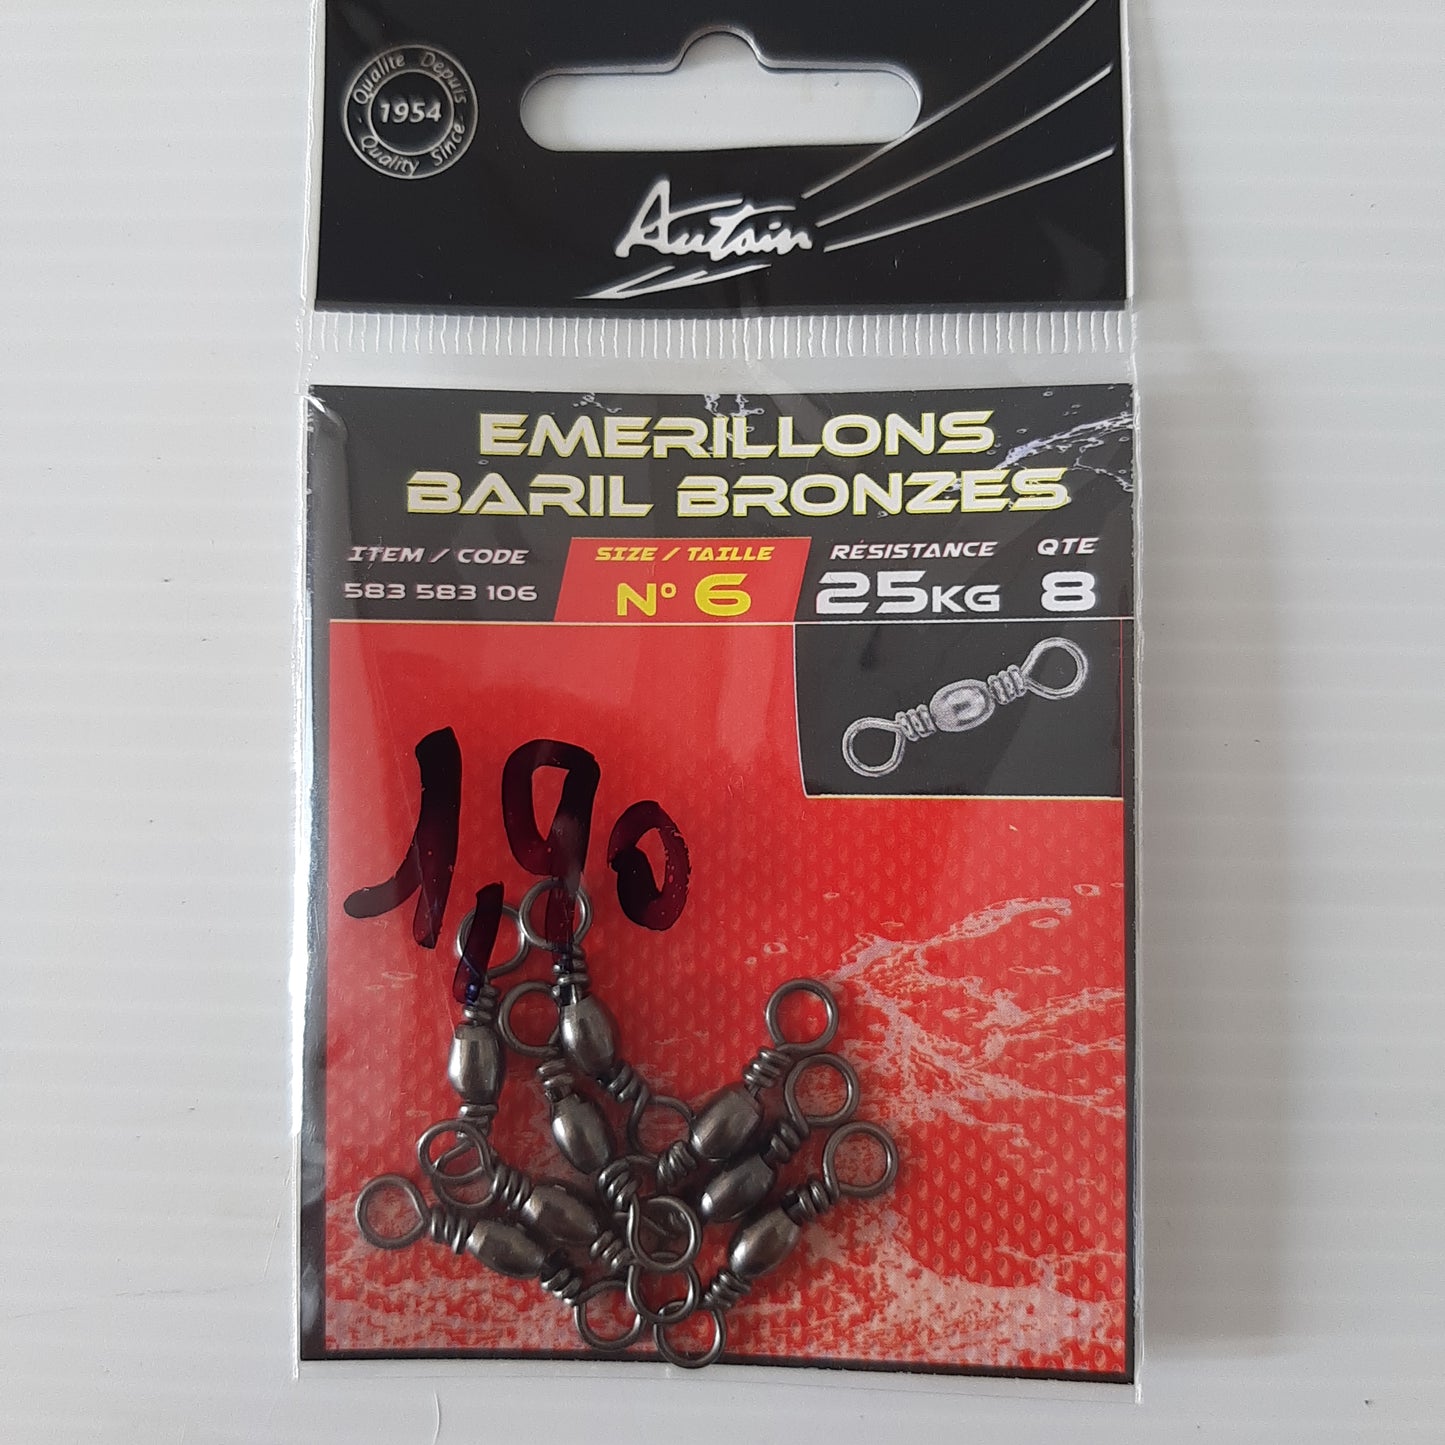 Qualité Depuis
1954
Quality Since
Autain
EMERILLONS
BARIL BRONZES
ITEM / CODE
583 583 106
SIZE / TAILLE
N° 6
RÉSISTANCE
25KG
QTE
8
1,90